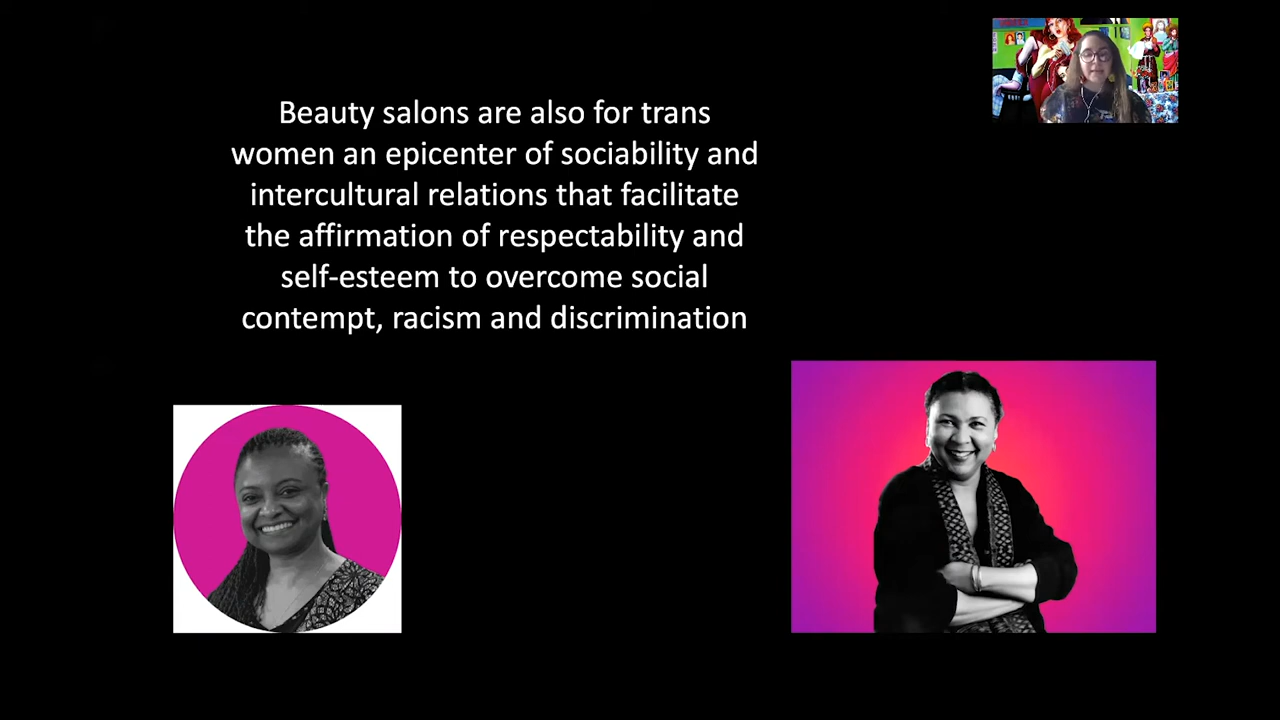 Beauty salons are also for trans
women an epicenter of sociability and
intercultural relations that facilitate
the affirmation of respectability and
self-esteem to overcome social
contempt, racism and discrimination